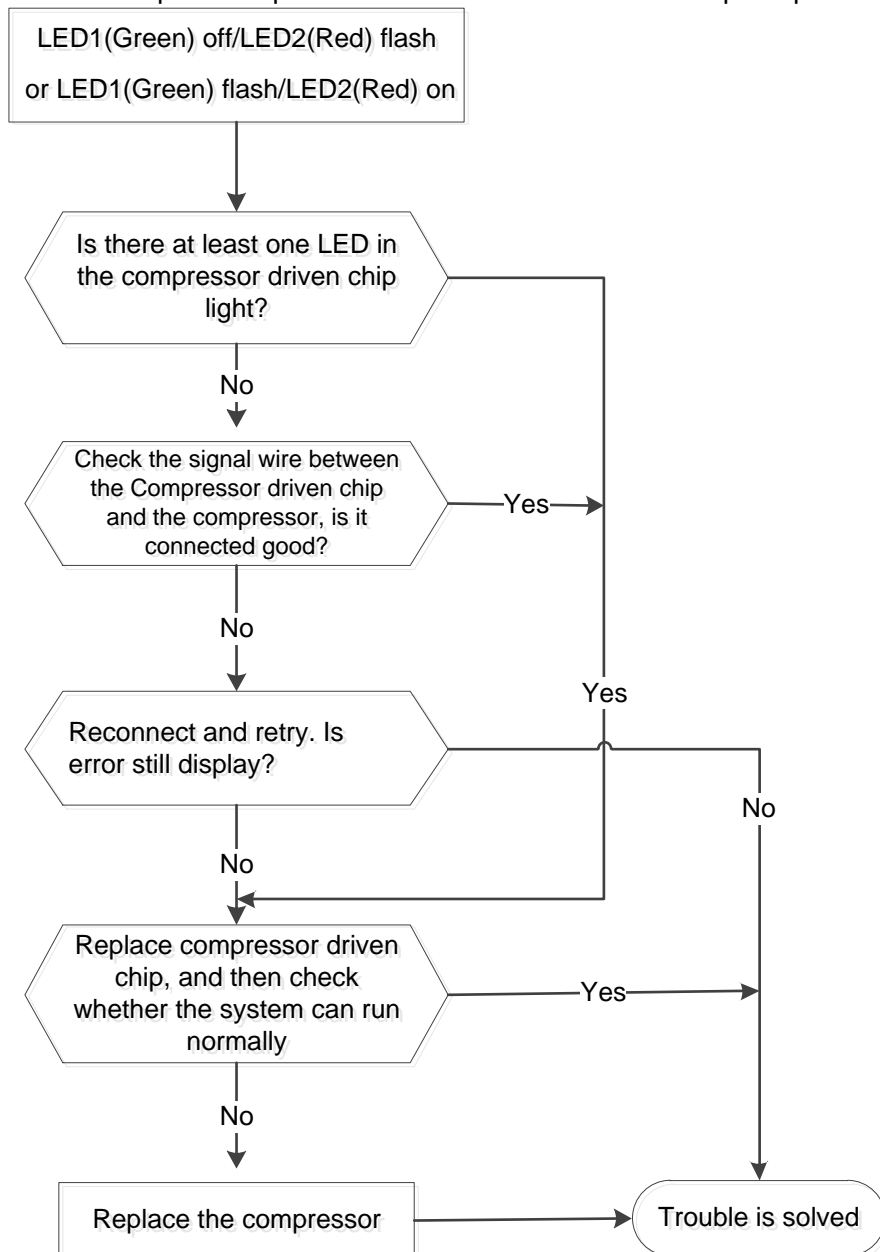 LED1(Green) off/LED2(Red) flash
or LED1(Green) flash/LED2(Red) on
Is there at least one LED in
the compressor driven chip
light?
No
Check the signal wire between
the Compressor driven chip
and the compressor, is it
connected good?
Yes
No
Yes
Reconnect and retry. Is
error still display?
No
No
Replace compressor driven
chip, and then check
whether the system can run
normally
Yes
No
Replace the compressor
Trouble is solved